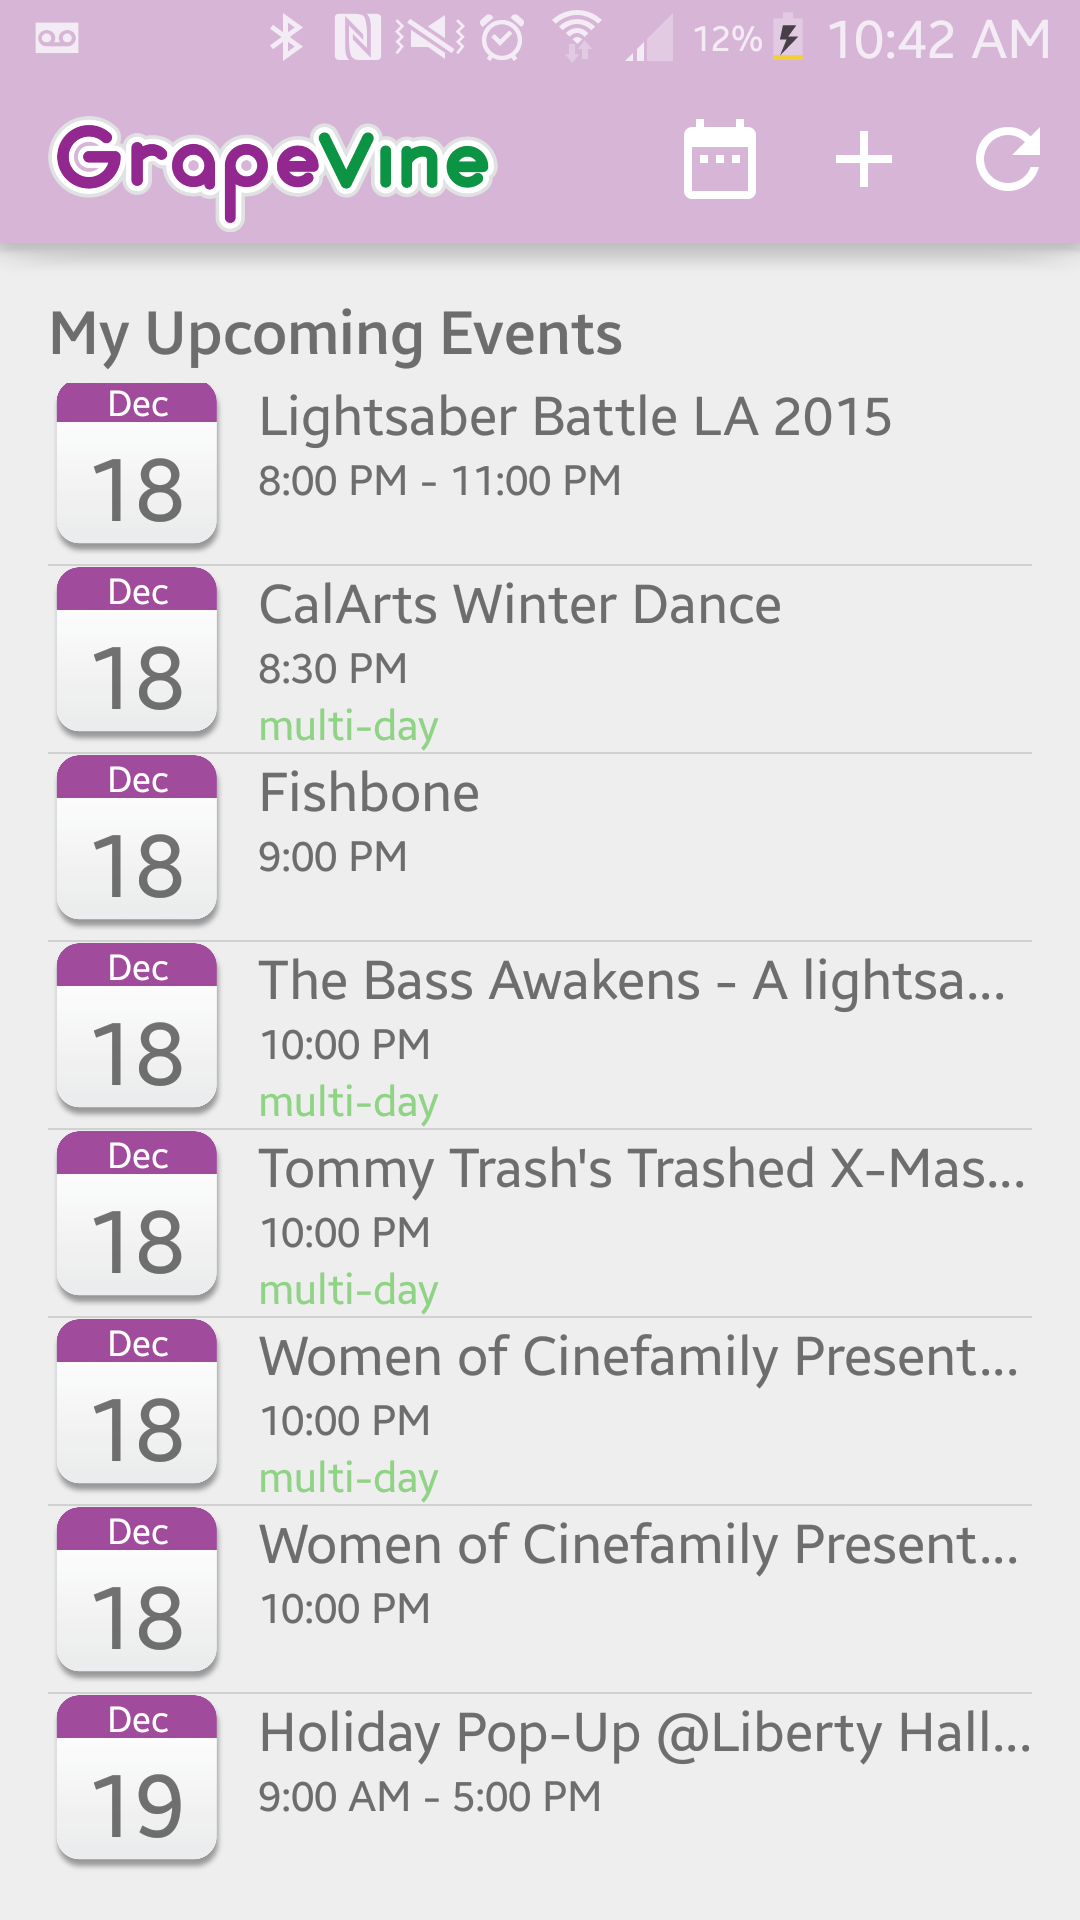 12% 10:42 AM
GrapeVine
My Upcoming Events
Dec
18
Lightsaber Battle LA 2015
8:00 PM - 11:00 PM
Dec
18
CalArts Winter Dance
8:30 PM
multi-day
Dec
18
Fishbone
9:00 PM
Dec
18
The Bass Awakens - A lightsa...
10:00 PM
multi-day
Dec
18
Tommy Trash's Trashed X-Mas...
10:00 PM
multi-day
Dec
18
Women of Cinefamily Present...
10:00 PM
multi-day
Dec
18
Women of Cinefamily Present...
10:00 PM
Dec
19
Holiday Pop-Up @Liberty Hall...
9:00 AM - 5:00 PM